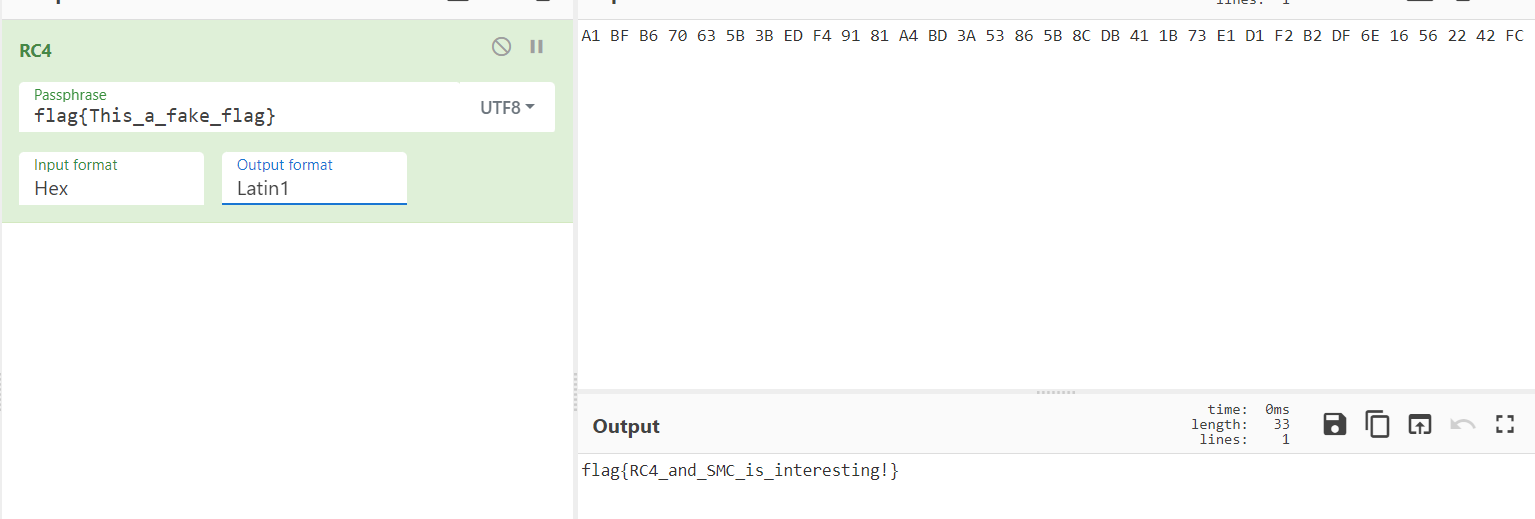 lines: 1
RC4
Passphrase
flag{This_a_fake_flag}
UTF8
Input format
Hex
Output format
Latin1
A1 BF B6 70 63 5B 3B ED F4 91 81 A4 BD 3A 53 86 5B 8C DB 41 1B 73 E1 D1 F2 B2 DF 6E 16 56 22 42 FC
Output
time: 0ms
length: 33
lines: 1
flag{RC4_and_SMC_is_interesting!}